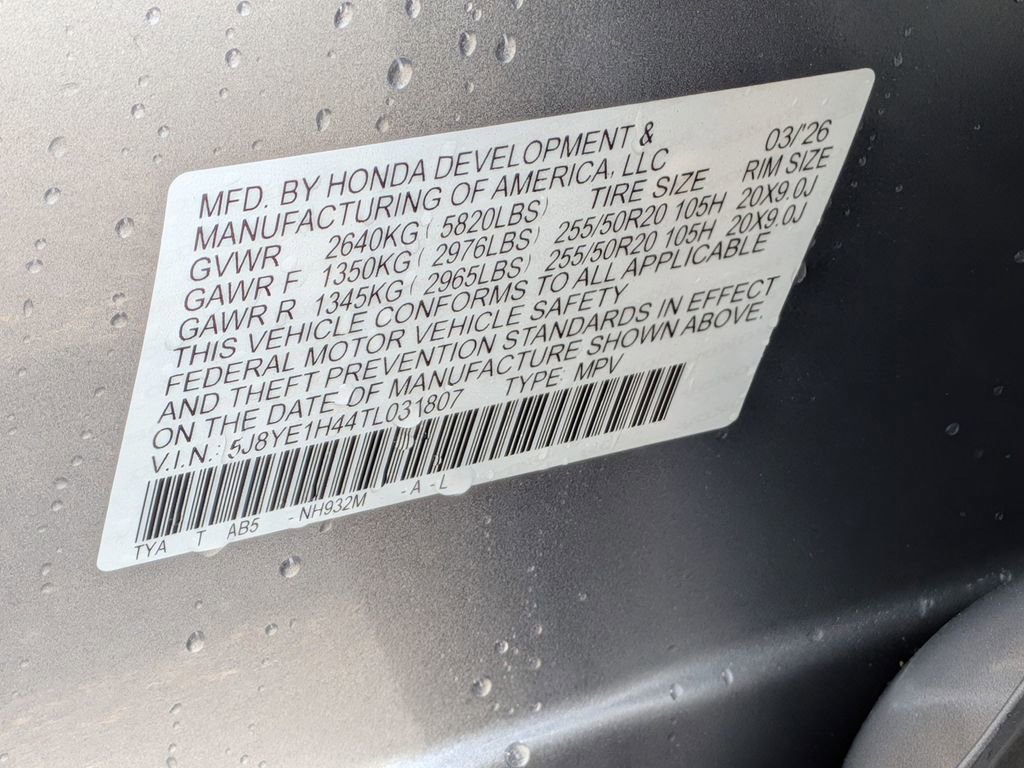 MFD. BY HONDA DEVELOPMENT & 03/'26
MANUFACTURING OF AMERICA, LLC
GVWR 2640KG ( 5820LBS) TIRE SIZE RIM SIZE
GAWR F 1350KG ( 2976LBS) 255/50R20 105H 20X9.0J
GAWR R 1345KG ( 2965LBS) 255/50R20 105H 20X9.0J
THIS VEHICLE CONFORMS TO ALL APPLICABLE
FEDERAL MOTOR VEHICLE SAFETY
AND THEFT PREVENTION STANDARDS IN EFFECT
ON THE DATE OF MANUFACTURE SHOWN ABOVE.
V.I.N.: 5J8YE1H44TL031807 TYPE: MPV
TYA T AB5 - NH932M - A - L